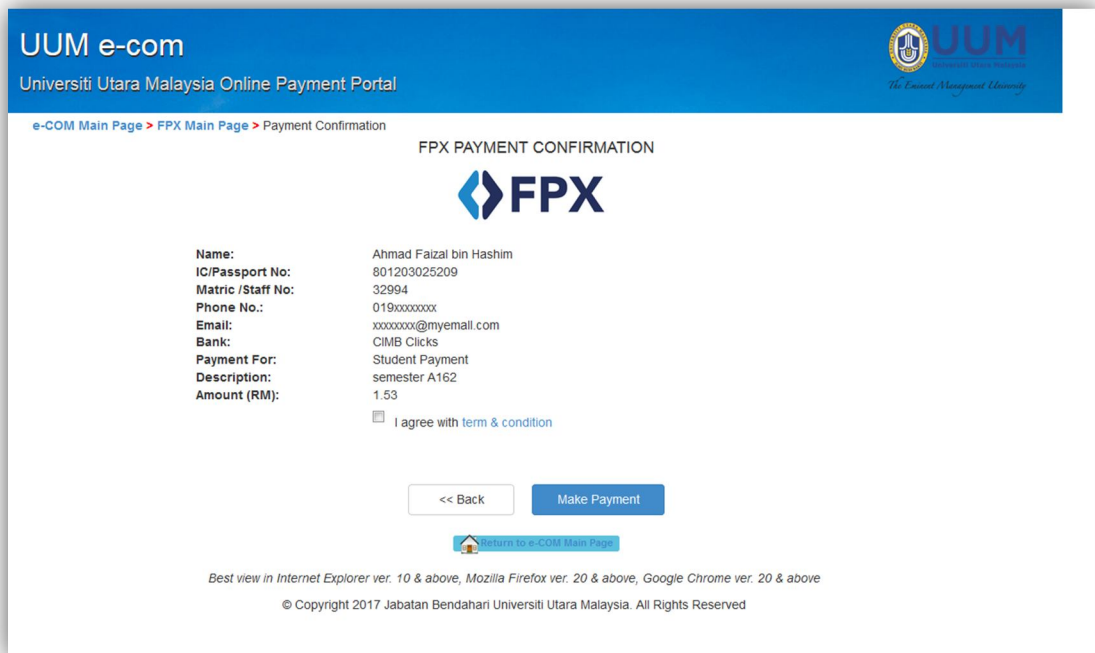 UUM e-com
Universiti Utara Malaysia Online Payment Portal
UUM
Universiti Utara Malaysia
The Eminent Management University
e-COM Main Page > FPX Main Page > Payment Confirmation
FPX PAYMENT CONFIRMATION
FPX
Name: Ahmad Faizal bin Hashim
IC/Passport No: 801203025209
Matric /Staff No: 32994
Phone No.: 019xxxxxxxx
Email: xxxxxxxx@myemall.com
Bank: CIMB Clicks
Payment For: Student Payment
Description: semester A162
Amount (RM): 1.53
I agree with term & condition
<< Back Make Payment
Return to e-COM Main Page
Best view in Internet Explorer ver. 10 & above, Mozilla Firefox ver. 20 & above, Google Chrome ver. 20 & above
© Copyright 2017 Jabatan Bendahari Universiti Utara Malaysia. All Rights Reserved